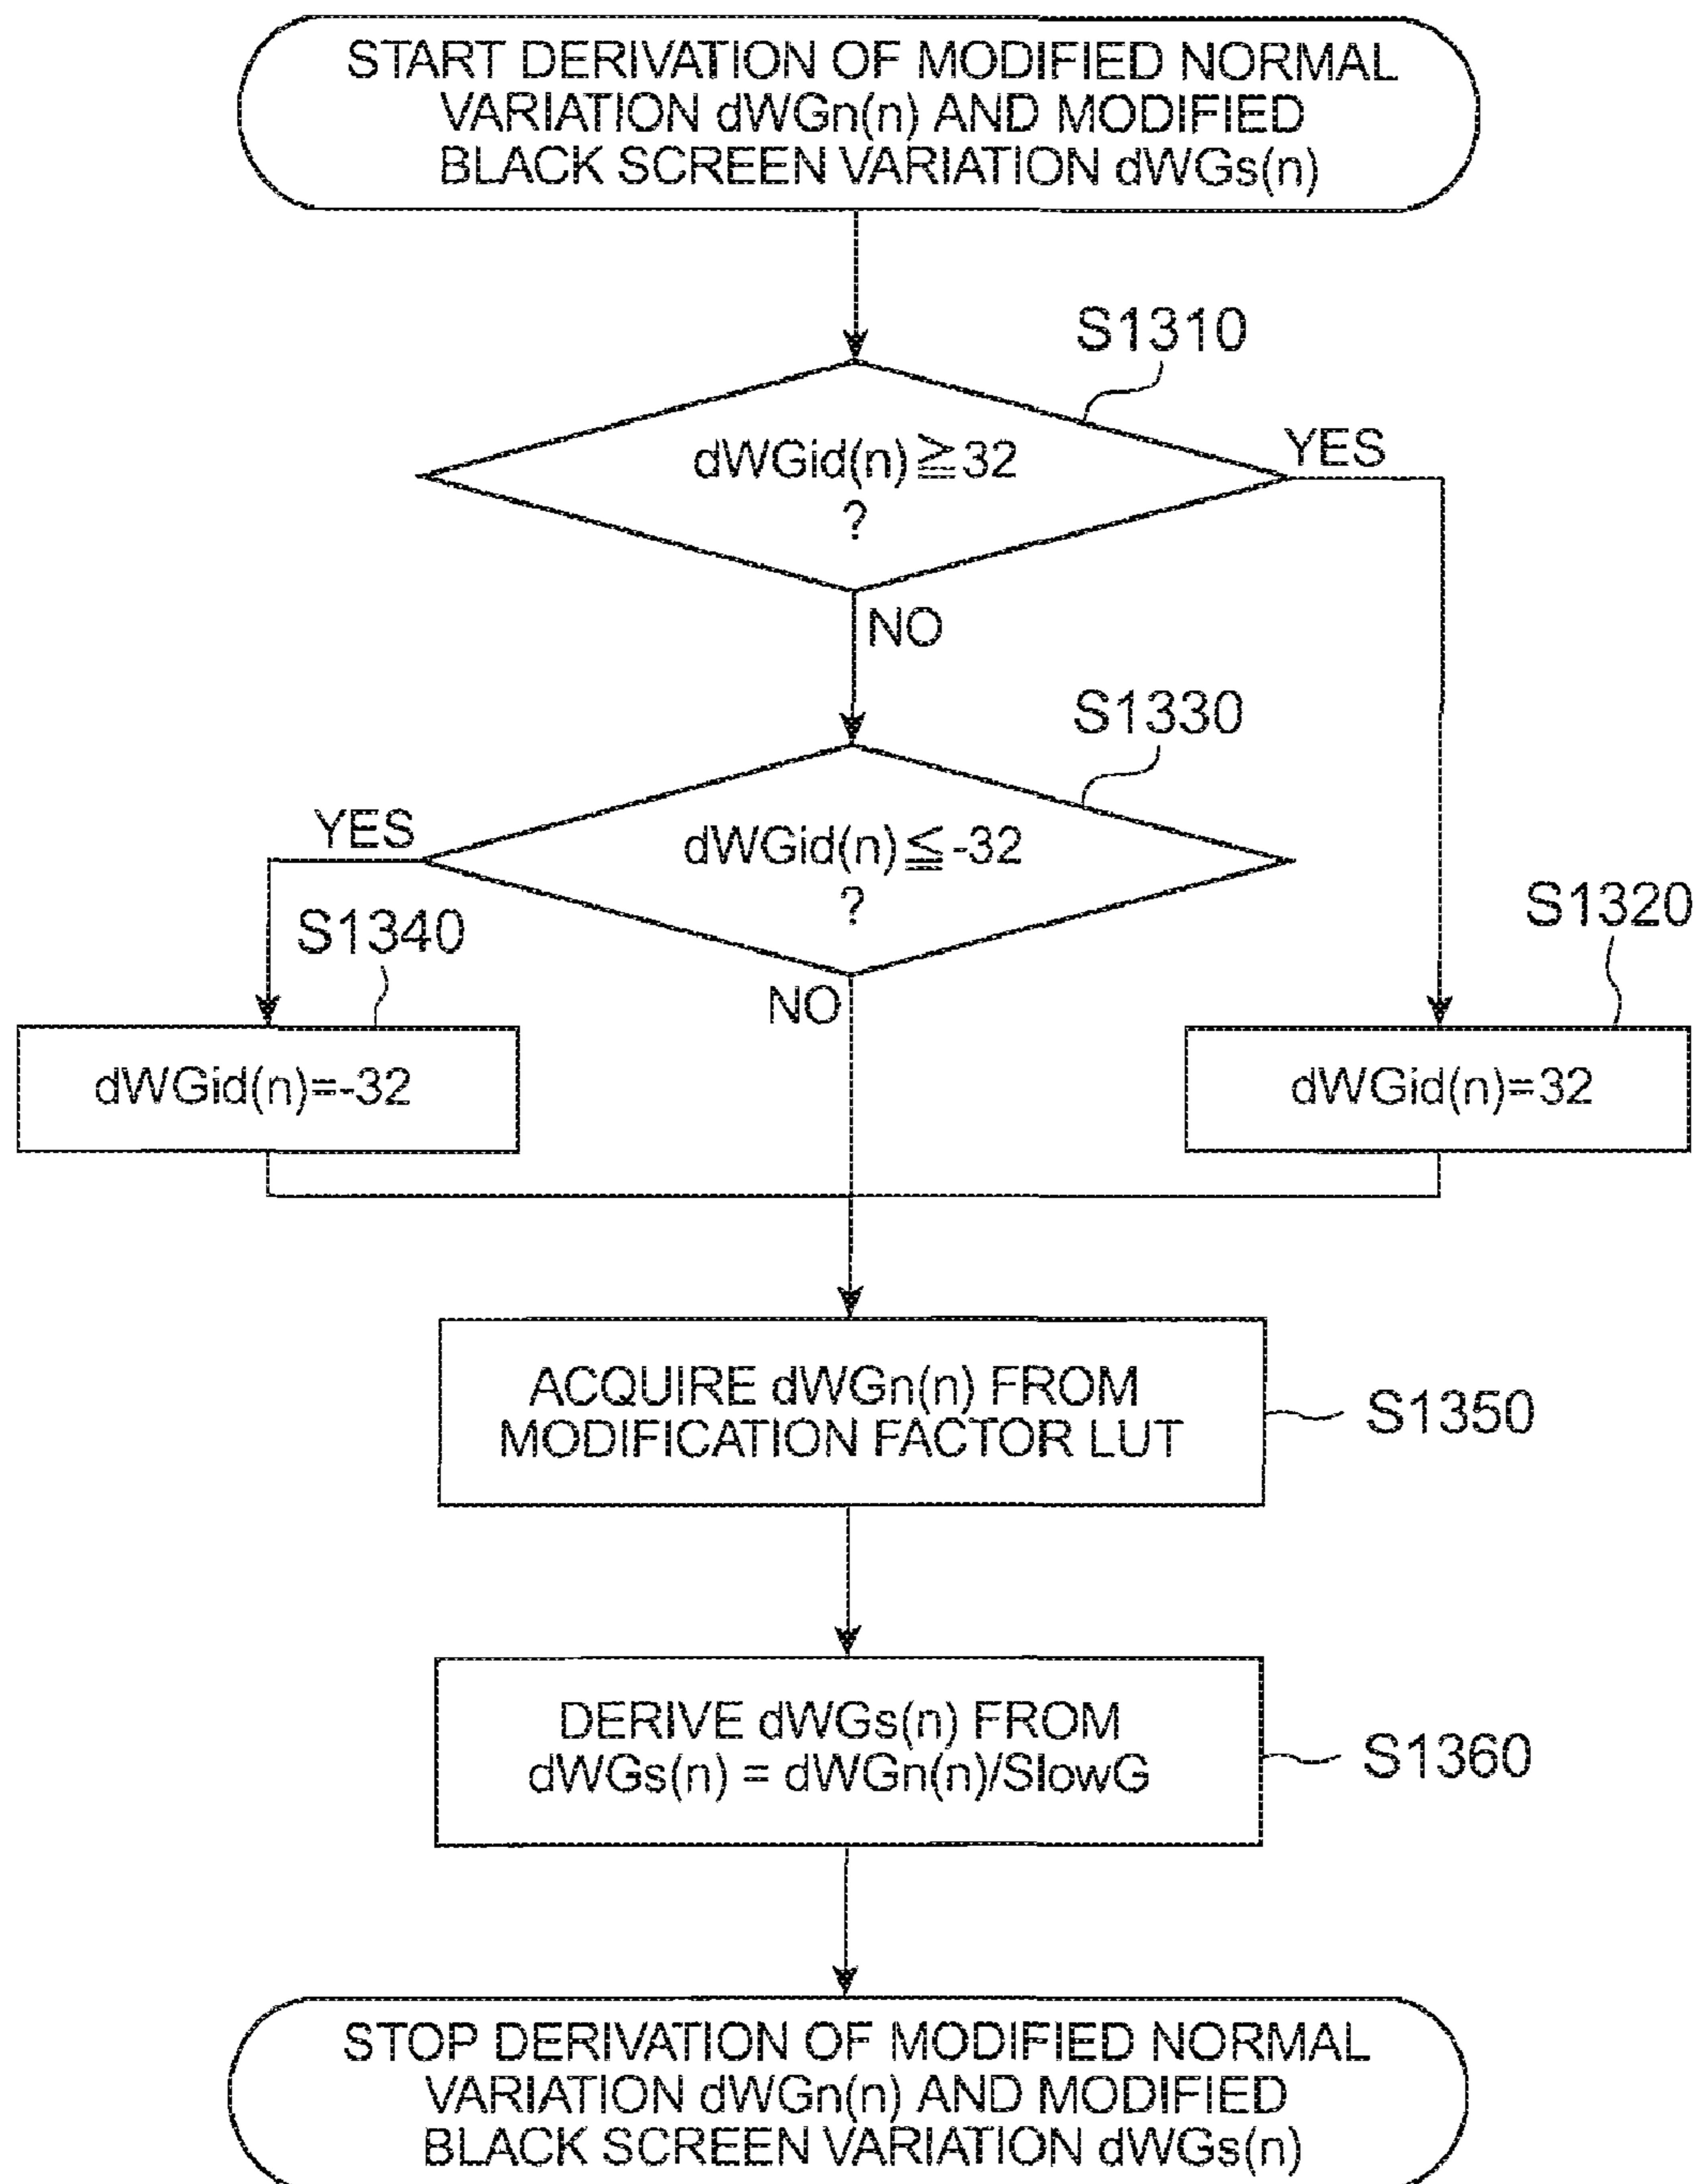 START DERIVATION OF MODIFIED NORMAL
VARIATION dWGn(n) AND MODIFIED
BLACK SCREEN VARIATION dWGs(n)
S1310
dWGid(n)≧32
?
YES
NO
S1330
dWGid(n)≦-32
?
YES
NO
S1340
dWGid(n)=-32
S1320
dWGid(n)=32
ACQUIRE dWGn(n) FROM
MODIFICATION FACTOR LUT
S1350
DERIVE dWGs(n) FROM
dWGs(n) = dWGn(n)/SlowG
S1360
STOP DERIVATION OF MODIFIED NORMAL
VARIATION dWGn(n) AND MODIFIED
BLACK SCREEN VARIATION dWGs(n)